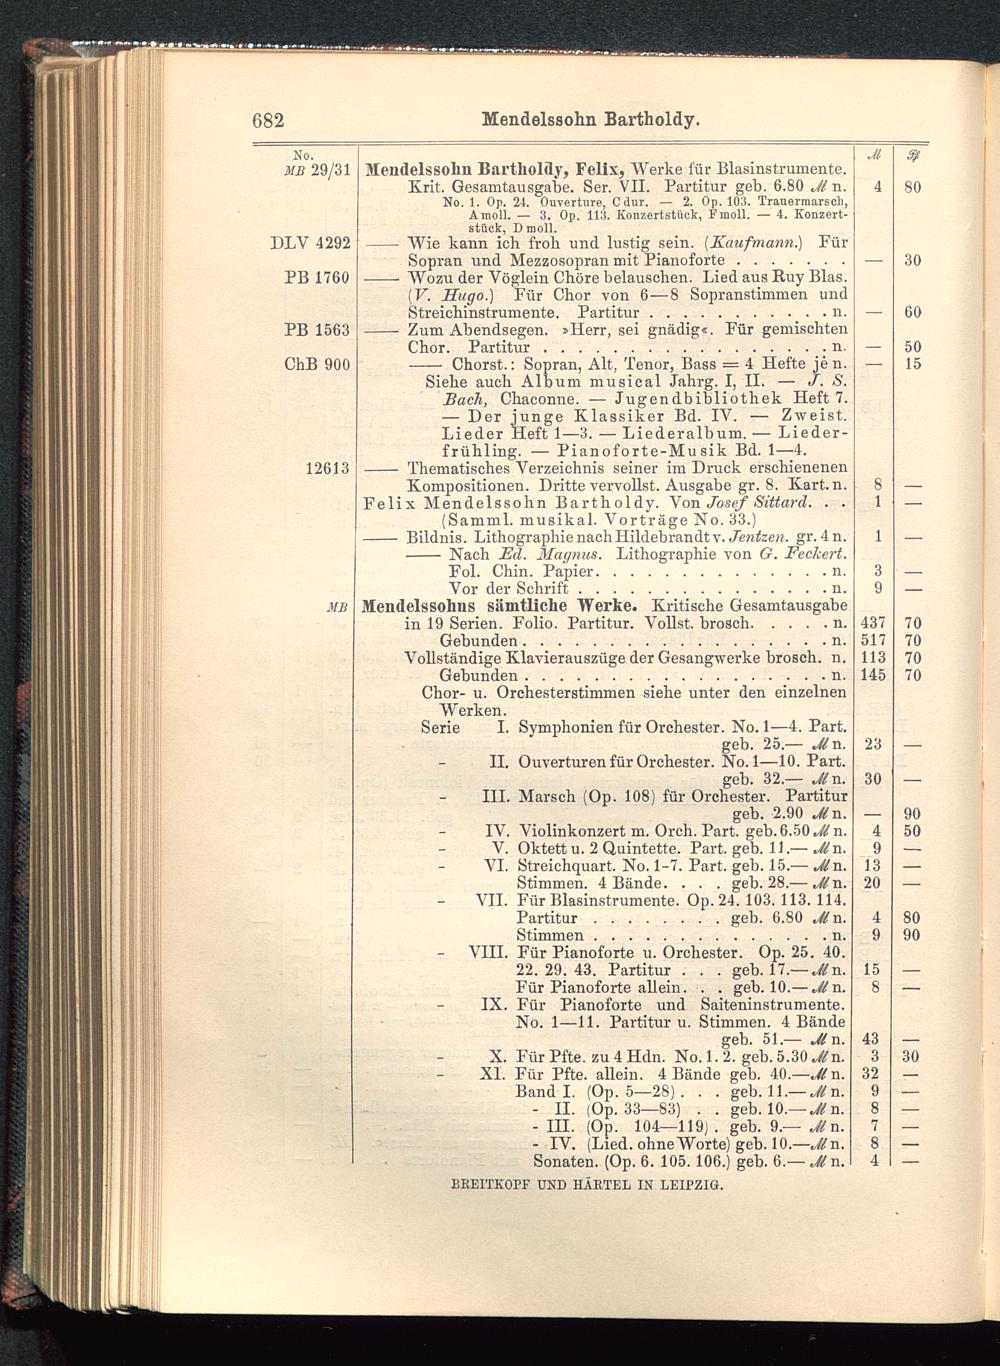 682 Mendelssohn Bartholdy.
No. ℳ ₰
MB 29/31 Mendelssohn Bartholdy, Felix, Werke für Blasinstrumente.
Krit. Gesamtausgabe. Ser. VII. Partitur geb. 6.80 ℳ n. 4 80
No. 1. Op. 24. Ouverture, C dur. — 2. Op. 103. Trauermarsch,
A moll. — 3. Op. 113. Konzertstück, F moll. — 4. Konzert-
stück, D moll.
DLV 4292 —— Wie kann ich froh und lustig sein. (Kaufmann.) Für
Sopran und Mezzosopran mit Pianoforte . . . . . . . — 30
PB 1760 —— Wozu der Vöglein Chöre belauschen. Lied aus Ruy Blas.
(V. Hugo.) Für Chor von 6—8 Sopranstimmen und
Streichinstrumente. Partitur . . . . . . . . . . . n. — 60
PB 1563 —— Zum Abendsegen. »Herr, sei gnädig«. Für gemischten
Chor. Partitur . . . . . . . . . . . . . . . . . n. — 50
ChB 900 —— Chorst.: Sopran, Alt, Tenor, Bass = 4 Hefte je n. — 15
Siehe auch Album musical Jahrg. I, II. — J. S.
Bach, Chaconne. — Jugendbibliothek Heft 7.
— Der junge Klassiker Bd. IV. — Zweist.
Lieder Heft 1—3. — Liederalbum. — Lieder-
frühling. — Pianoforte-Musik Bd. 1—4.
12613 —— Thematisches Verzeichnis seiner im Druck erschienenen
Kompositionen. Dritte vervollst. Ausgabe gr. 8. Kart. n. 8 —
Felix Mendelssohn Bartholdy. Von Josef Sittard. . . 1 —
(Samml. musikal. Vorträge No. 33.)
—— Bildnis. Lithographie nach Hildebrandt v. Jentzen. gr. 4 n. 1 —
—— Nach Ed. Magnus. Lithographie von G. Feckert.
Fol. Chin. Papier. . . . . . . . . . . . . . . n. 3 —
Vor der Schrift . . . . . . . . . . . . . . . . n. 9 —
MB Mendelssohns sämtliche Werke. Kritische Gesamtausgabe
in 19 Serien. Folio. Partitur. Vollst. brosch. . . . . n. 437 70
Gebunden . . . . . . . . . . . . . . . . . . n. 517 70
Vollständige Klavierauszüge der Gesangwerke brosch. n. 113 70
Gebunden . . . . . . . . . . . . . . . . . . n. 145 70
Chor- u. Orchesterstimmen siehe unter den einzelnen
Werken.
Serie I. Symphonien für Orchester. No. 1—4. Part.
geb. 25.— ℳ n. 23 —
- II. Ouverturen für Orchester. No. 1—10. Part.
geb. 32.— ℳ n. 30 —
- III. Marsch (Op. 108) für Orchester. Partitur
geb. 2.90 ℳ n. — 90
- IV. Violinkonzert m. Orch. Part. geb. 6.50 ℳ n. 4 50
- V. Oktett u. 2 Quintette. Part. geb. 11.— ℳ n. 9 —
- VI. Streichquart. No. 1-7. Part. geb. 15.— ℳ n. 13 —
Stimmen. 4 Bände. . . . geb. 28.— ℳ n. 20 —
- VII. Für Blasinstrumente. Op. 24. 103. 113. 114.
Partitur . . . . . . . . geb. 6.80 ℳ n. 4 80
Stimmen . . . . . . . . . . . . . . n. 9 90
- VIII. Für Pianoforte u. Orchester. Op. 25. 40.
22. 29. 43. Partitur . . . geb. 17.— ℳ n. 15 —
Für Pianoforte allein. . . geb. 10.— ℳ n. 8 —
- IX. Für Pianoforte und Saiteninstrumente.
No. 1—11. Partitur u. Stimmen. 4 Bände
geb. 51.— ℳ n. 43 —
- X. Für Pfte. zu 4 Hdn. No. 1. 2. geb. 5.30 ℳ n. 3 30
- XI. Für Pfte. allein. 4 Bände geb. 40.— ℳ n. 32 —
Band I. (Op. 5—28) . . . geb. 11.— ℳ n. 9 —
- II. (Op. 33—83) . . geb. 10.— ℳ n. 8 —
- III. (Op. 104—119) . geb. 9.— ℳ n. 7 —
- IV. (Lied. ohne Worte) geb. 10.— ℳ n. 8 —
Sonaten. (Op. 6. 105. 106.) geb. 6.— ℳ n. 4 —
BREITKOPF UND HÄRTEL IN LEIPZIG.